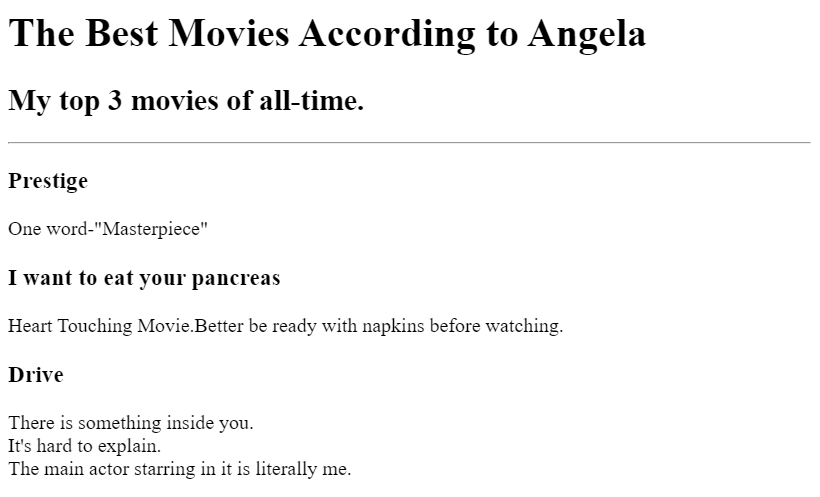 The Best Movies According to Angela
My top 3 movies of all-time.
Prestige
One word-"Masterpiece"
I want to eat your pancreas
Heart Touching Movie.Better be ready with napkins before watching.
Drive
There is something inside you.
It's hard to explain.
The main actor starring in it is literally me.